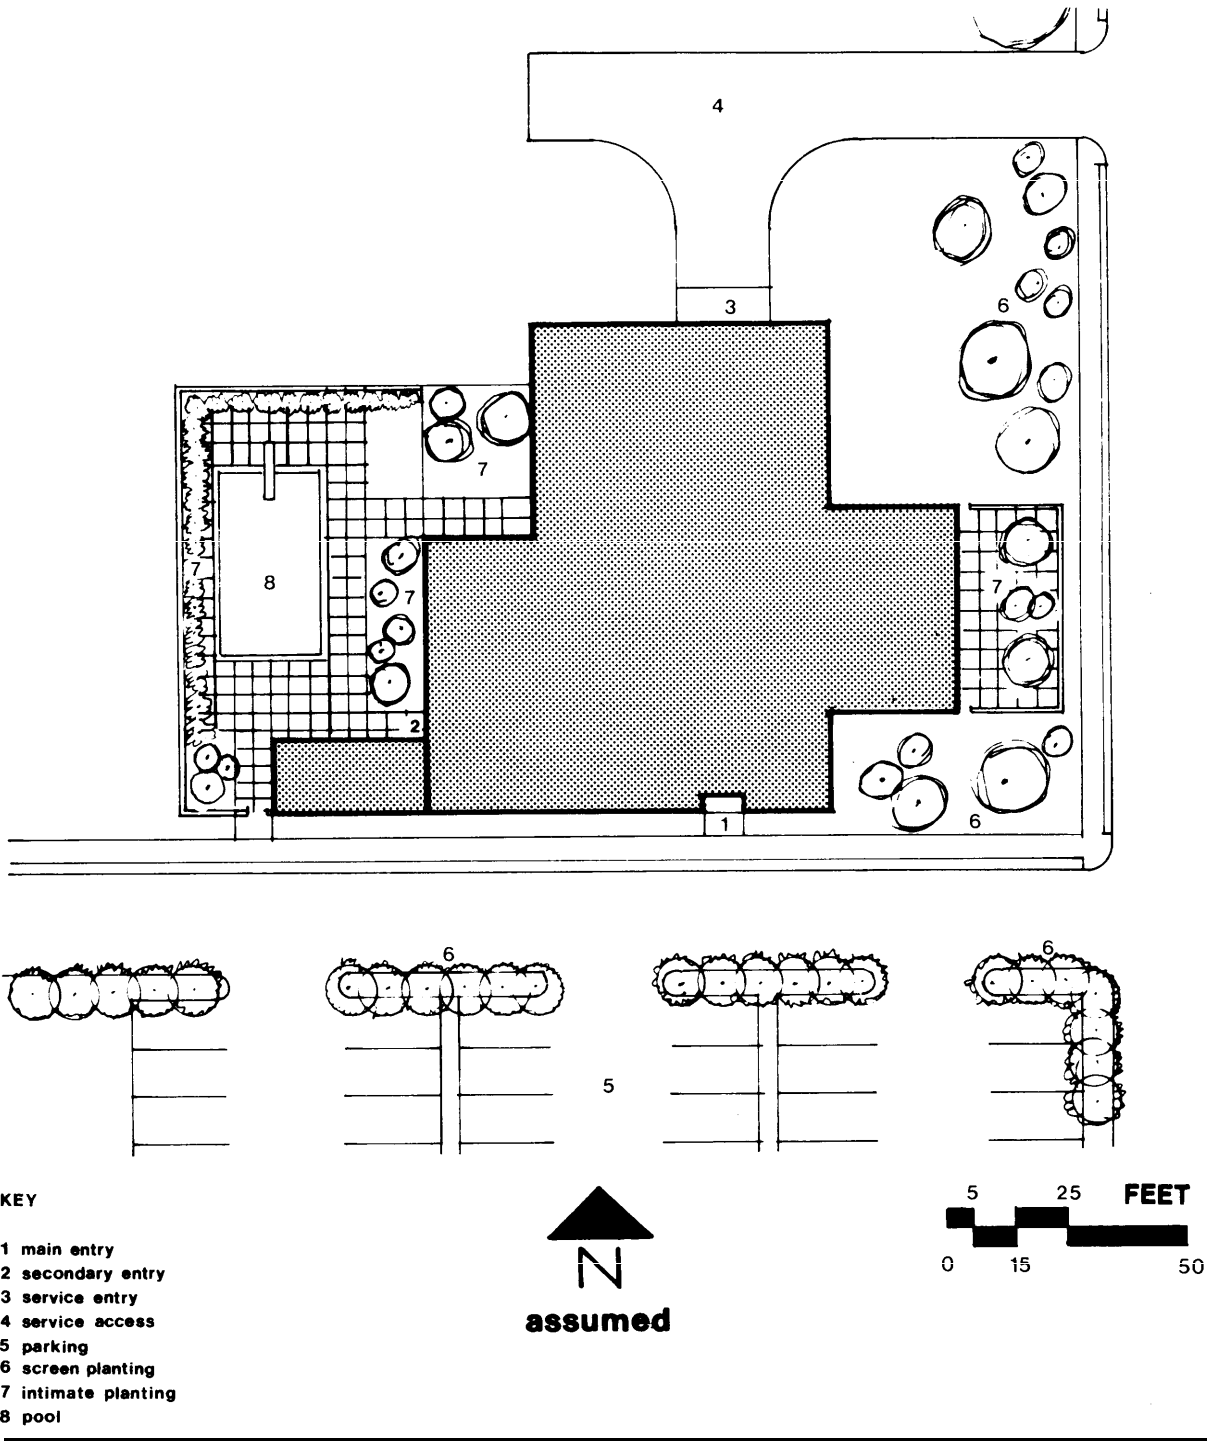 4
3
6
7
7
8
7
7
2
1
6
6
6
6
5
KEY
1 main entry
2 secondary entry
3 service entry
4 service access
5 parking
6 screen planting
7 intimate planting
8 pool
N
assumed
5 25 FEET
0 15 50